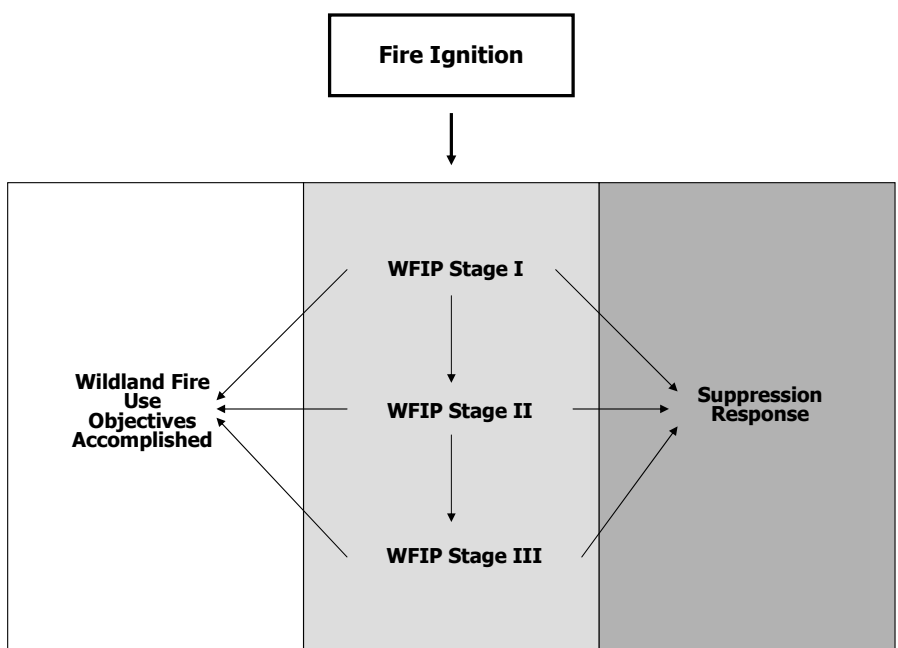 Fire Ignition
WFIP Stage I
Wildland Fire
Use
Objectives
Accomplished
WFIP Stage II
Suppression
Response
WFIP Stage III